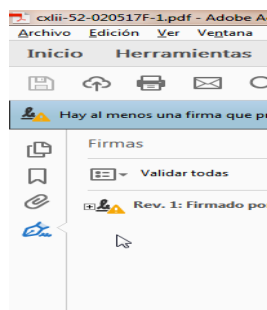 cxlii-52-020517F-1.pdf - Adobe A
Archivo Edición Ver Ventana
Inicio Herramientas
Hay al menos una firma que p
Firmas
Validar todas
Rev. 1: Firmado po